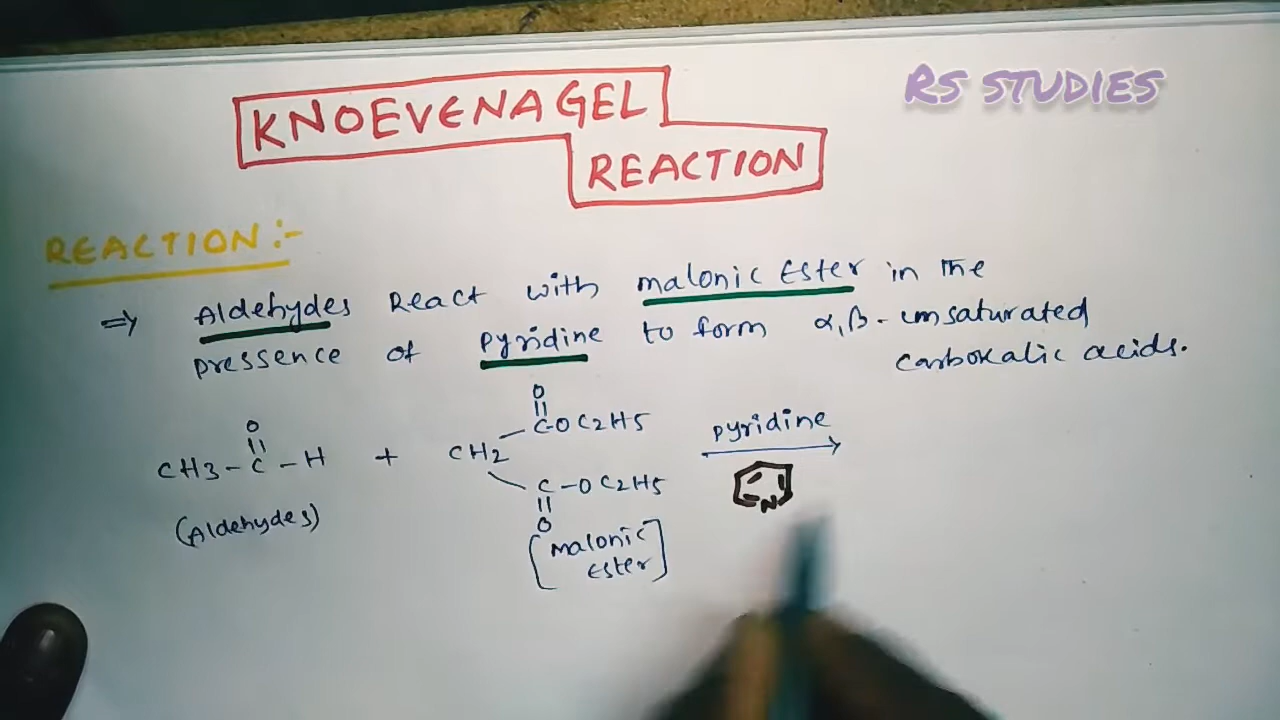 KNOEVENAGEL
REACTION
RS STUDIES
REACTION:-
⇒ Aldehydes React with malonic Ester in the
pressence of pyridine to form α,β-unsaturated
carboxalic acids.
O
||
CH3-C-H + CH2
O
||
C-OC2H5
C-OC2H5
||
O
pyridine
N
(Aldehydes)
[malonic
Ester]